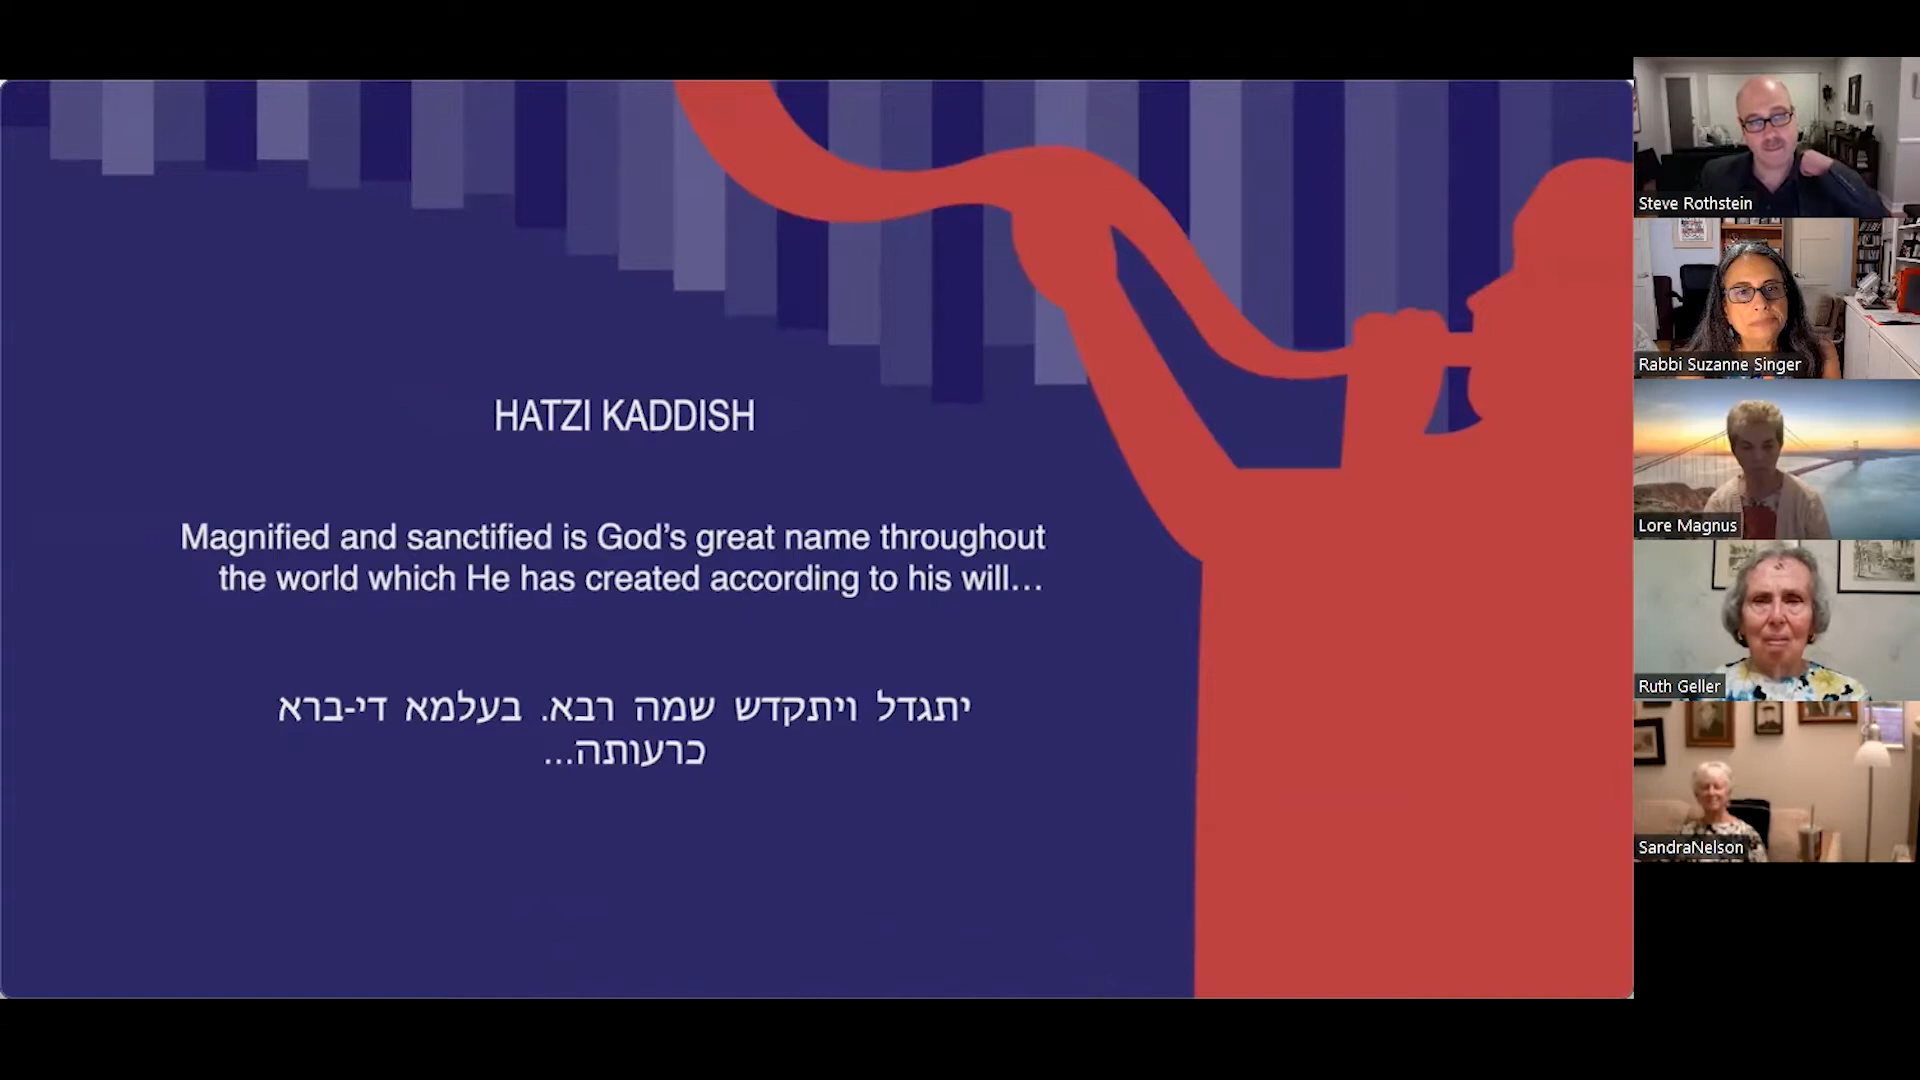 HATZI KADDISH
Magnified and sanctified is God’s great name throughout
the world which He has created according to his will…
יתגדל ויתקדש שמה רבא. בעלמא די-ברא
כרעותה...
Steve Rothstein
Rabbi Suzanne Singer
Lore Magnus
Ruth Geller
SandraNelson